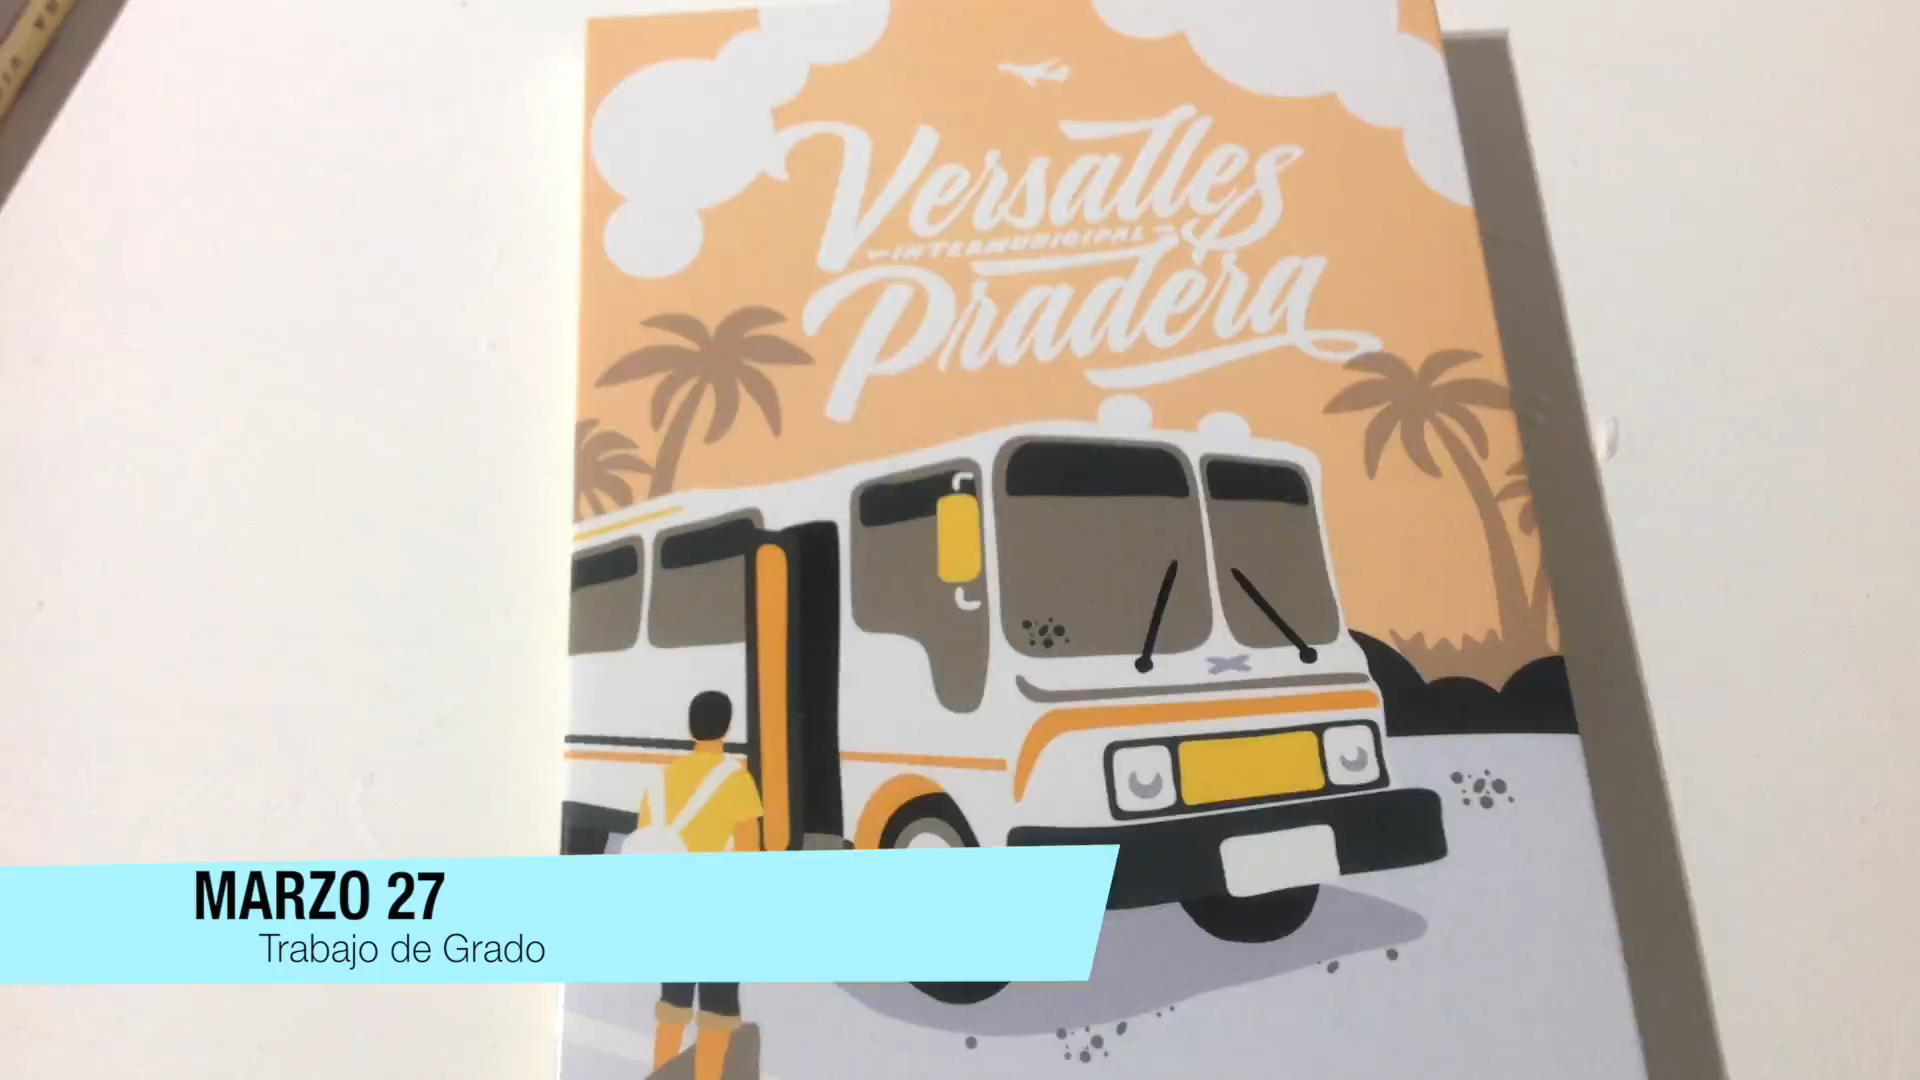 Versalles
INTERMUNICIPAL
Pradera
MARZO 27
Trabajo de Grado